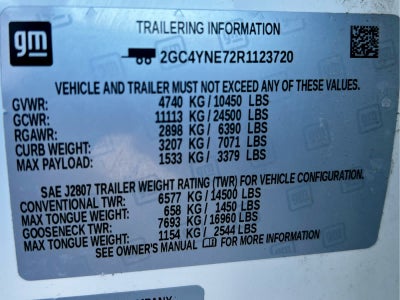 gm
TRAILERING INFORMATION
2GC4YNE72R1123720
VEHICLE AND TRAILER MUST NOT EXCEED ANY OF THESE VALUES.
GVWR: 4740 KG/10450 LBS
GCWR: 11113 KG/24500 LBS
RGAWR: 2898 KG/ 6390 LBS
CURB WEIGHT: 3207 KG/ 7071 LBS
MAX PAYLOAD: 1533 KG/ 3379 LBS
SAE J2807 TRAILER WEIGHT RATING (TWR) FOR VEHICLE CONFIGURATION.
CONVENTIONAL TWR: 6577 KG/14500 LBS
MAX TONGUE WEIGHT: 658 KG/ 1450 LBS
GOOSENECK TWR: 7693 KG/16960 LBS
MAX TONGUE WEIGHT: 1154 KG/ 2544 LBS
SEE OWNER'S MANUAL FOR MORE INFORMATION